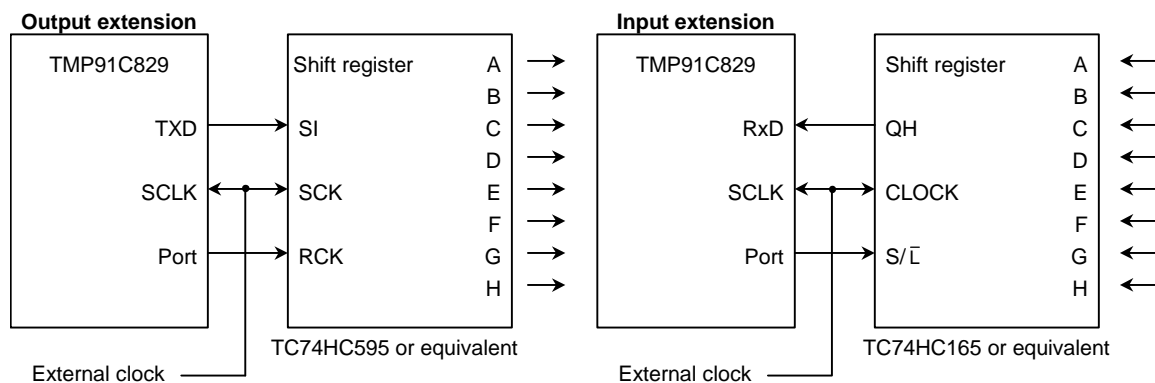 Output extension
TMP91C829
TXD
SCLK
Port
Shift register
SI
SCK
RCK
A
B
C
D
E
F
G
H
TC74HC595 or equivalent
External clock
Input extension
TMP91C829
RxD
SCLK
Port
Shift register
QH
CLOCK
S/L̅
A
B
C
D
E
F
G
H
TC74HC165 or equivalent
External clock